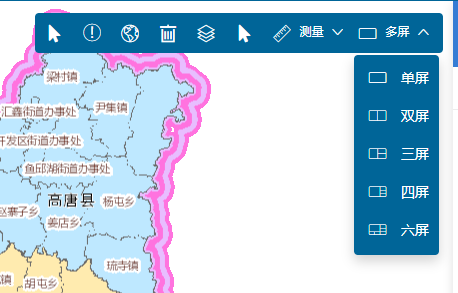 测量
多屏
单屏
双屏
三屏
四屏
六屏
梁村镇
汇鑫街道办事处
尹集镇
开发区街道办事处
鱼邱湖街道办事处
高唐县
杨屯乡
赵寨子乡
姜店乡
琉寺镇
镇
胡屯乡